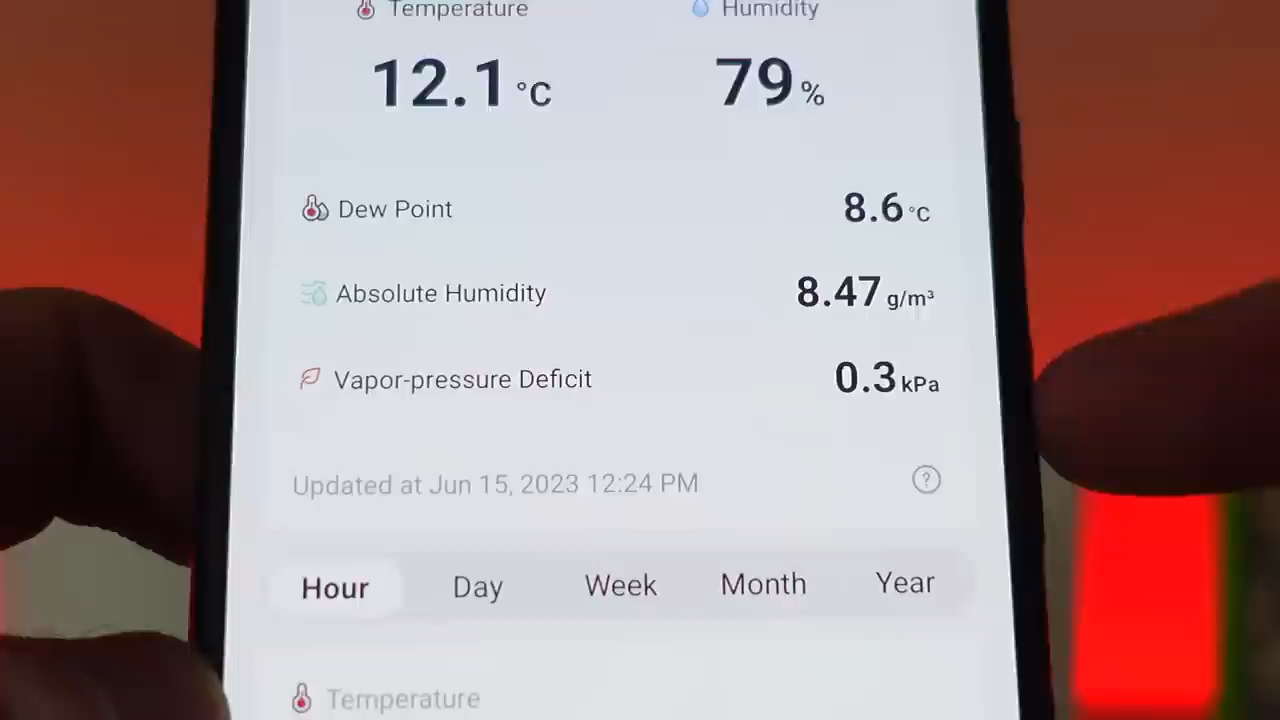 Temperature Humidity
12.1 °C 79 %
Dew Point 8.6 °C
Absolute Humidity 8.47 g/m³
Vapor-pressure Deficit 0.3 kPa
Updated at Jun 15, 2023 12:24 PM ?
Hour Day Week Month Year
Temperature